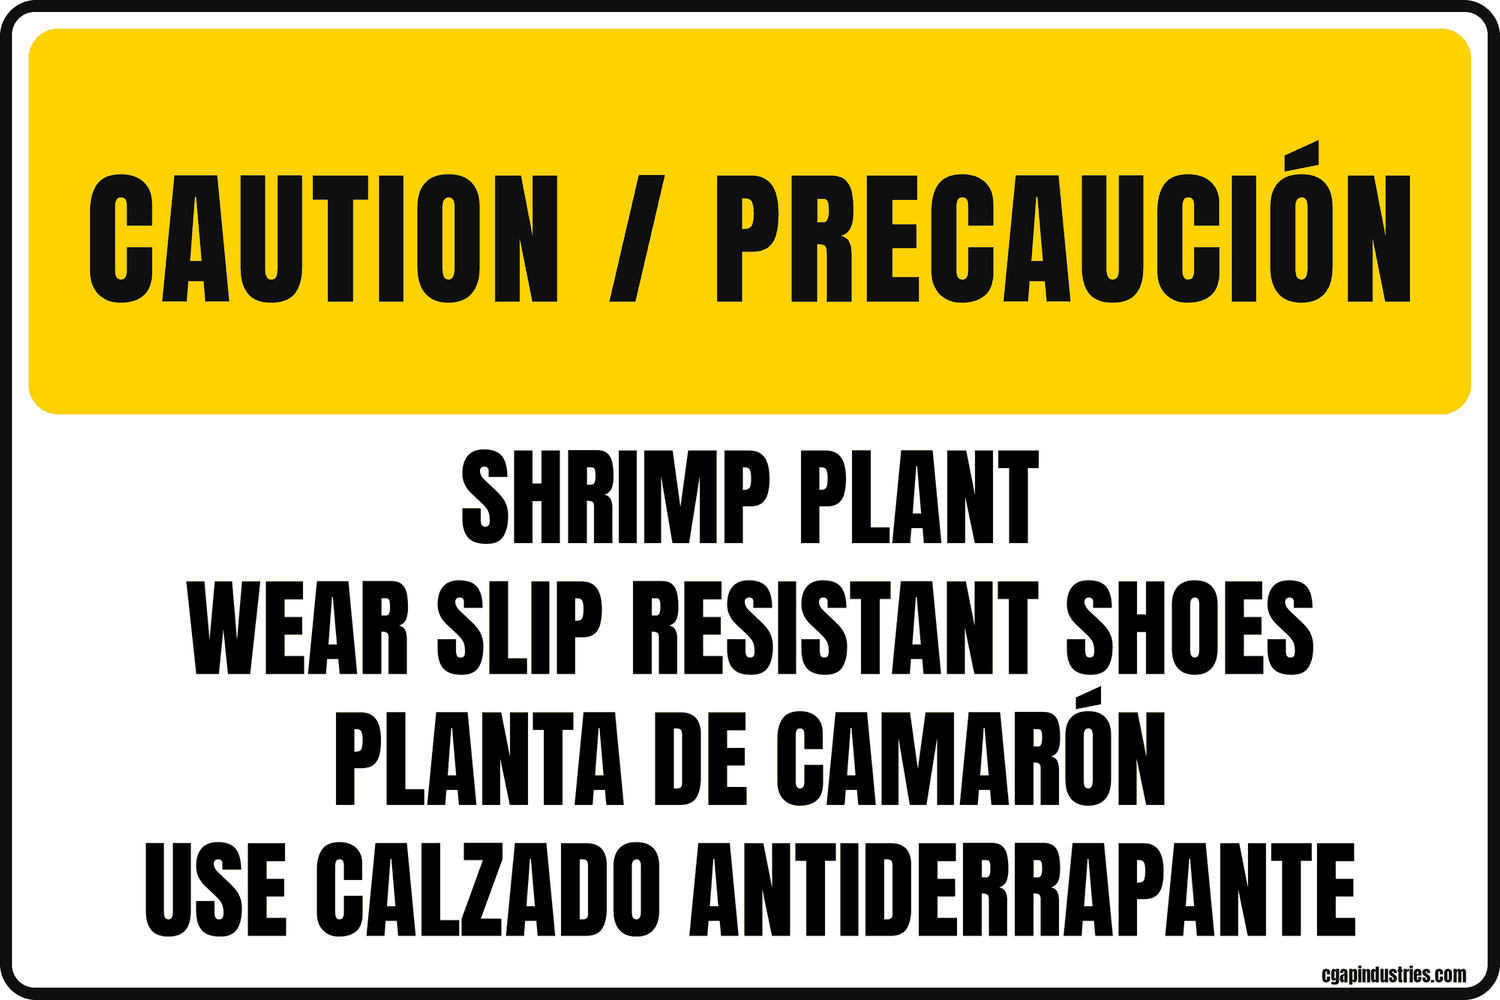 CAUTION / PRECAUCIÓN
SHRIMP PLANT
WEAR SLIP RESISTANT SHOES
PLANTA DE CAMARÓN
USE CALZADO ANTIDERRAPANTE
cgapindustries.com